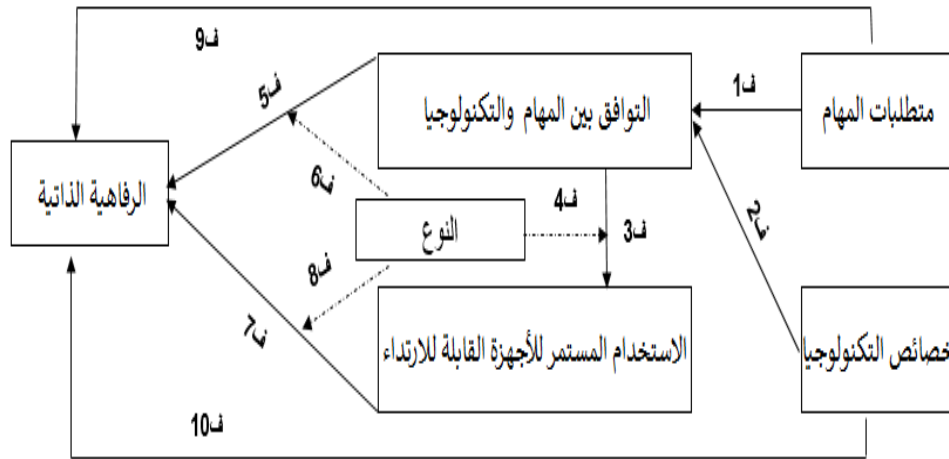 ف9
ف5
التوافق بين المهام والتكنولوجيا
ف1
متطلبات المهام
الرفاهية الذاتية
ف6
ف4
ف3
ف2
النوع
ف8
ف7
الاستخدام المستمر للأجهزة القابلة للارتداء
خصائص التكنولوجيا
ف10